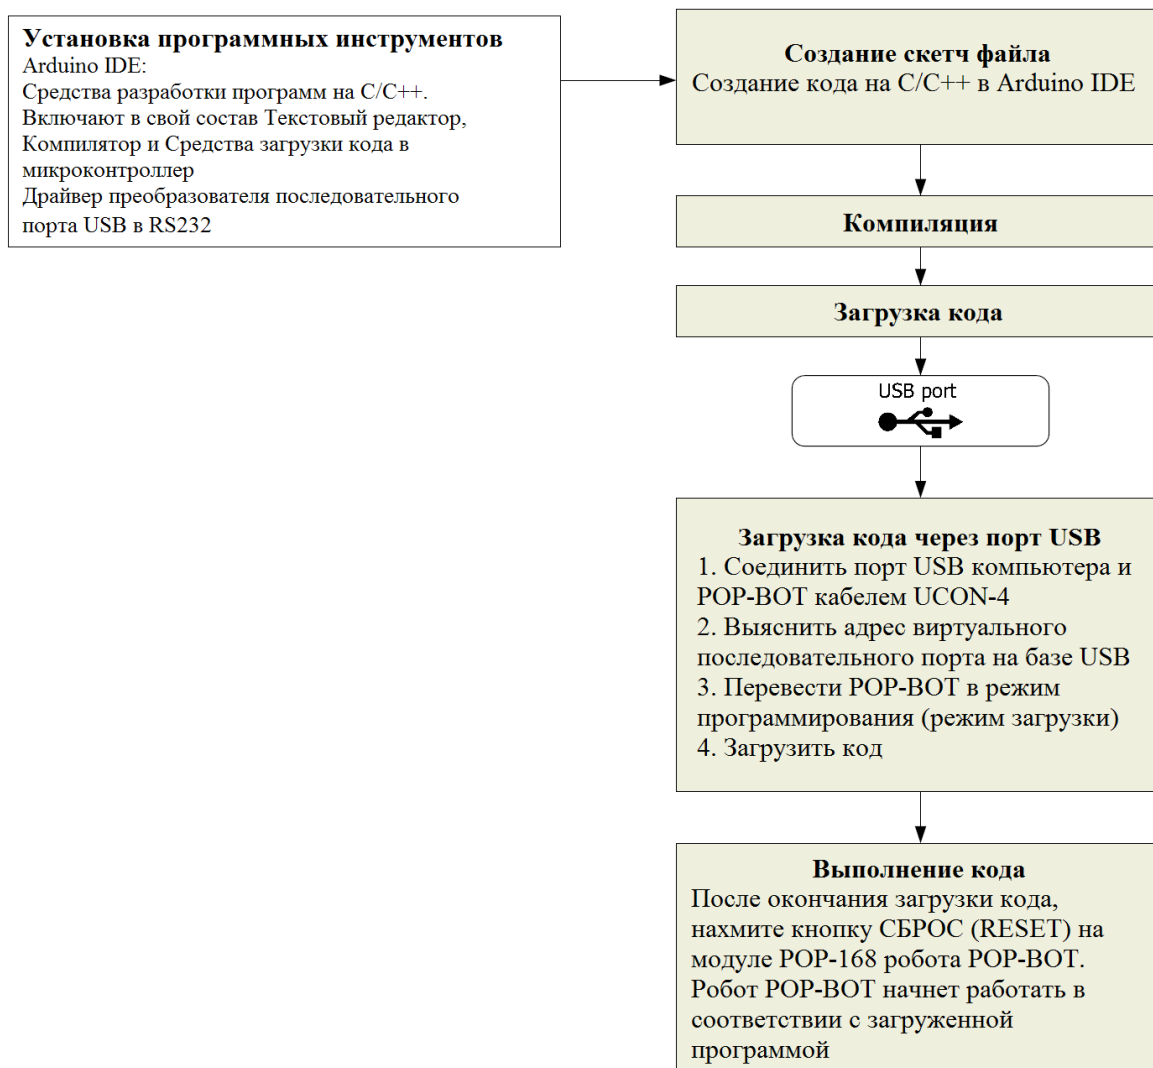 Установка программных инструментов
Arduino IDE:
Средства разработки программ на C/C++.
Включают в свой состав Текстовый редактор,
Компилятор и Средства загрузки кода в
микроконтроллер
Драйвер преобразователя последовательного
порта USB в RS232
Создание скетч файла
Создание кода на C/C++ в Arduino IDE
Компиляция
Загрузка кода
USB port
Загрузка кода через порт USB
1. Соединить порт USB компьютера и
POP-BOT кабелем UCON-4
2. Выяснить адрес виртуального
последовательного порта на базе USB
3. Перевести POP-BOT в режим
программирования (режим загрузки)
4. Загрузить код
Выполнение кода
После окончания загрузки кода,
нахмите кнопку СБРОС (RESET) на
модуле POP-168 робота POP-BOT.
Робот POP-BOT начнет работать в
соответствии с загруженной
программой